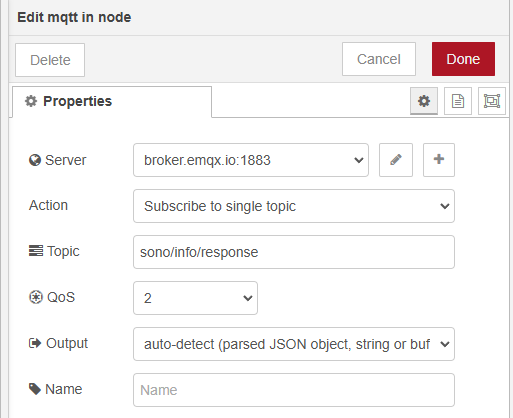 Edit mqtt in node
Delete
Cancel
Done
Properties
Server
broker.emqx.io:1883
Action
Subscribe to single topic
Topic
sono/info/response
QoS
2
Output
auto-detect (parsed JSON object, string or buf
Name
Name